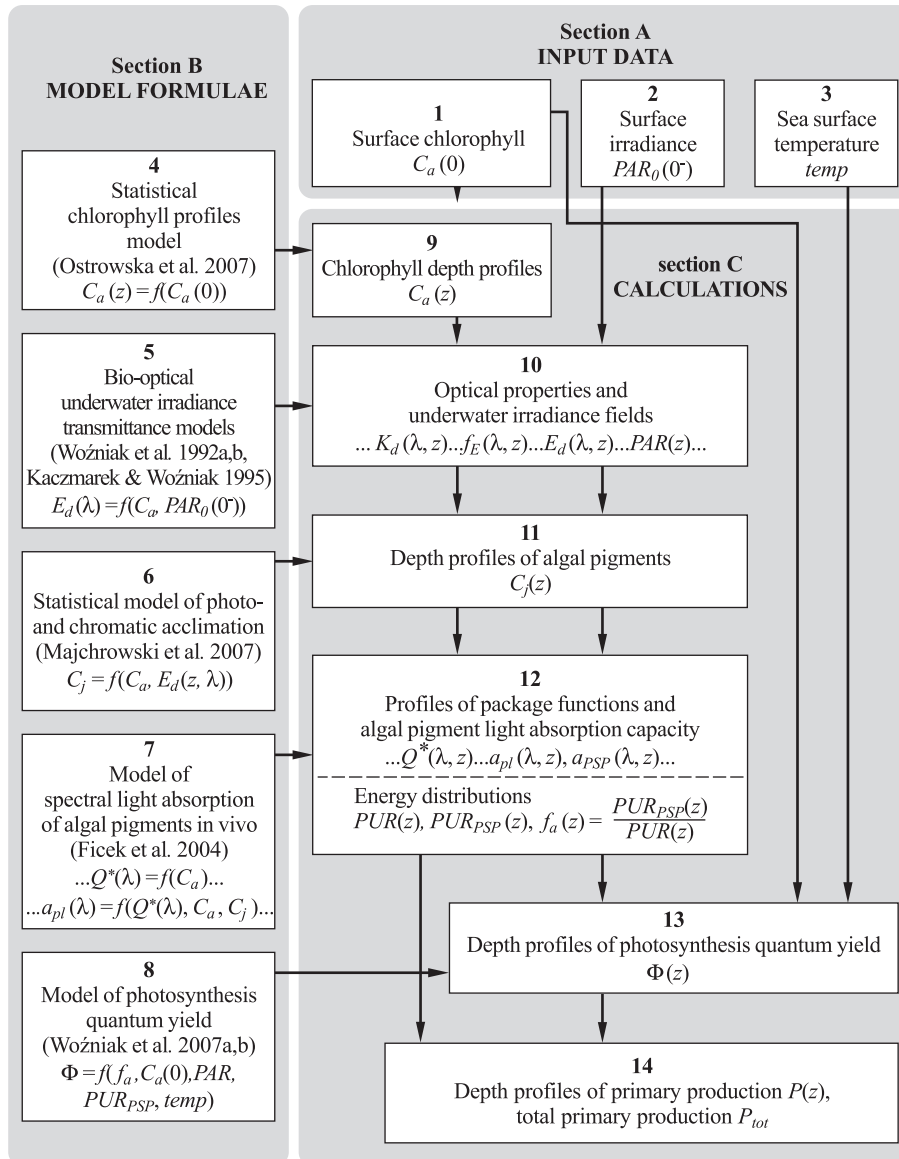 Section B
MODEL FORMULAE
Section A
INPUT DATA
1
Surface chlorophyll
C_a(0)
2
Surface
irradiance
PAR_0(0^-)
3
Sea surface
temperature
temp
4
Statistical
chlorophyll profiles
model
(Ostrowska et al. 2007)
C_a(z)=f(C_a(0))
9
Chlorophyll depth profiles
C_a(z)
section C
CALCULATIONS
5
Bio-optical
underwater irradiance
transmittance models
(Woźniak et al. 1992a,b,
Kaczmarek & Woźniak 1995)
E_d(λ)=f(C_a, PAR_0(0^-))
10
Optical properties and
underwater irradiance fields
... K_d(λ, z)...f_E(λ, z)...E_d(λ, z)...PAR(z)...
6
Statistical model of photo-
and chromatic acclimation
(Majchrowski et al. 2007)
C_j=f(C_a, E_d(z, λ))
11
Depth profiles of algal pigments
C_j(z)
7
Model of
spectral light absorption
of algal pigments in vivo
(Ficek et al. 2004)
...Q*(λ)=f(C_a)...
...a_pl(λ)=f(Q*(λ), C_a, C_j)...
12
Profiles of package functions and
algal pigment light absorption capacity
...Q*(λ, z)...a_pl(λ, z), a_PSP(λ, z)...
Energy distributions
PUR(z), PUR_PSP(z), f_a(z) = PUR_PSP(z)/PUR(z)
8
Model of photosynthesis
quantum yield
(Woźniak et al. 2007a,b)
Φ=f(f_a, C_a(0), PAR,
PUR_PSP, temp)
13
Depth profiles of photosynthesis quantum yield
Φ(z)
14
Depth profiles of primary production P(z),
total primary production P_tot